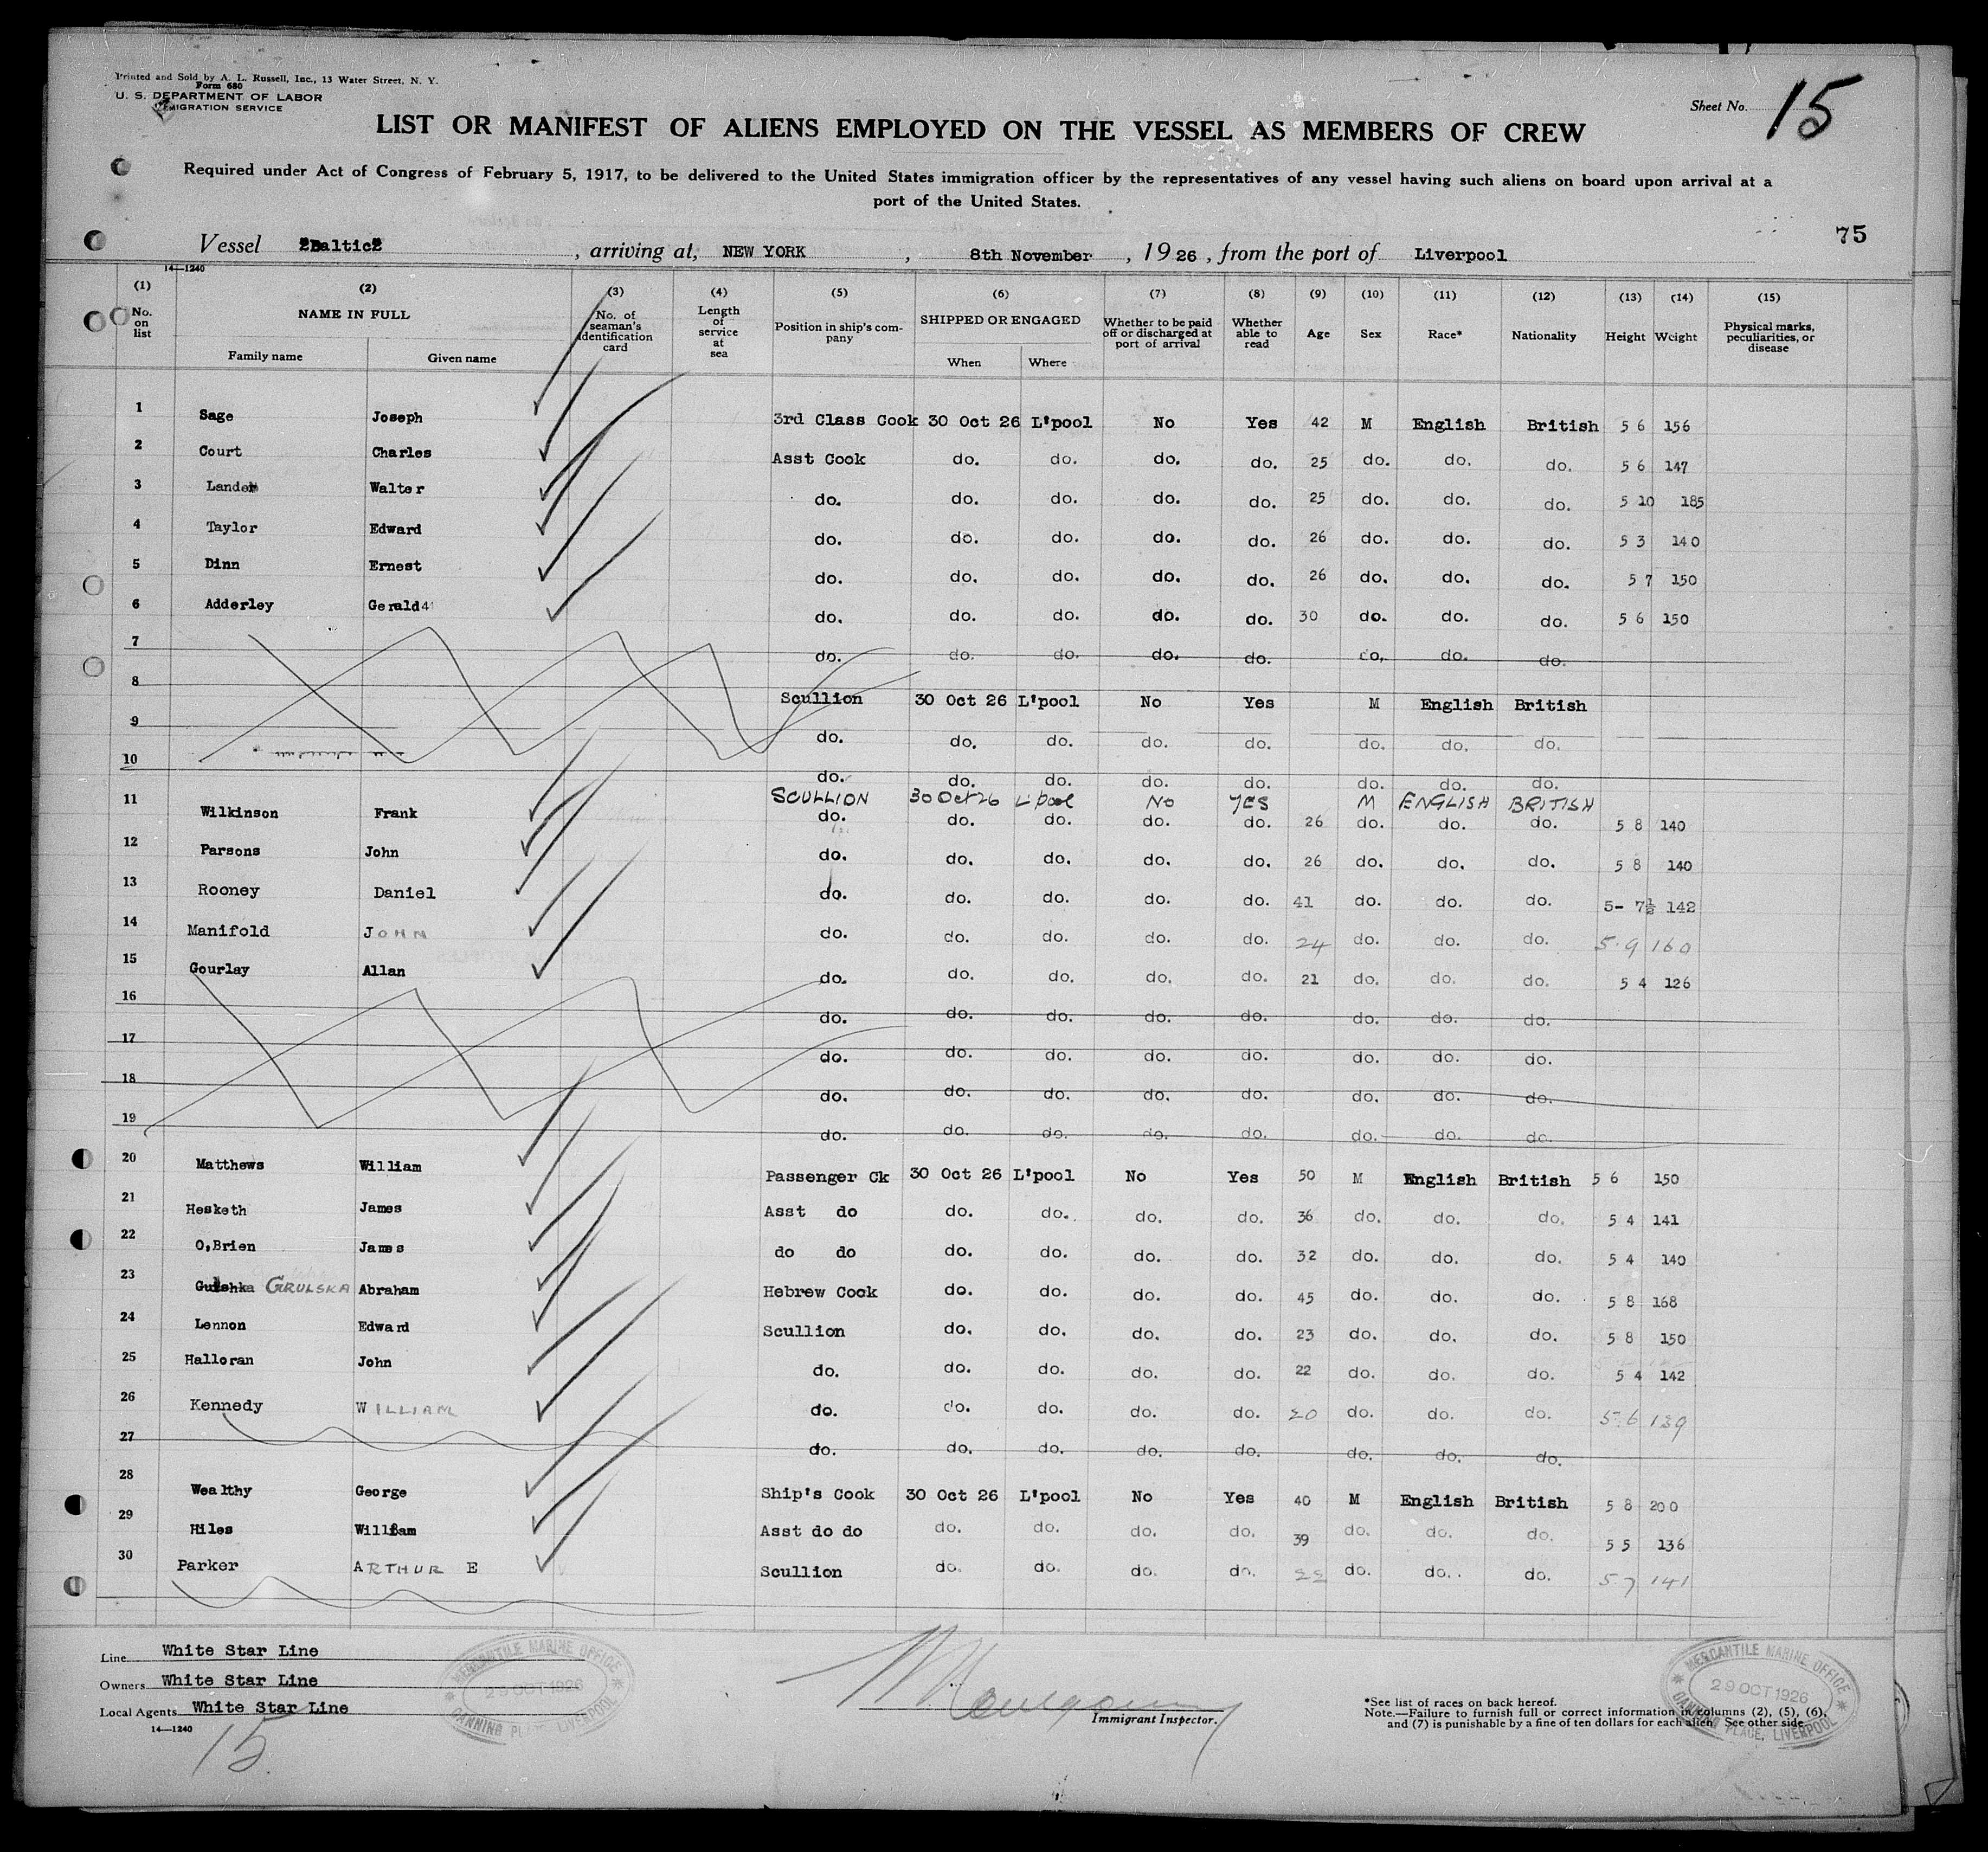 Printed and Sold by A. L. Russell, Inc., 13 Water Street, N. Y.
Form 680
U. S. DEPARTMENT OF LABOR
IMMIGRATION SERVICE
Sheet No. 15
LIST OR MANIFEST OF ALIENS EMPLOYED ON THE VESSEL AS MEMBERS OF CREW
Required under Act of Congress of February 5, 1917, to be delivered to the United States immigration officer by the representatives of any vessel having such aliens on board upon arrival at a
port of the United States.
75
Vessel 2Baltic2, arriving at, NEW YORK, 8th November, 1926, from the port of Liverpool
14—1240
(1) (2) (3) (4) (5) (6) (7) (8) (9) (10) (11) (12) (13) (14) (15)
No. on list NAME IN FULL Family name Given name No. of seaman's identification card Length of service at sea Position in ship's company SHIPPED OR ENGAGED When Where Whether to be paid off or discharged at port of arrival Whether able to read Age Sex Race* Nationality Height Weight Physical marks, peculiarities, or disease
1 Sage Joseph 3rd Class Cook 30 Oct 26 L'pool No Yes 42 M English British 5 6 156
2 Court Charles Asst Cook do. do. do. do. 25 do. do. do. 5 6 147
3 Lander Walter do. do. do. do. do. 25 do. do. do. 5 10 185
4 Taylor Edward do. do. do. do. do. 26 do. do. do. 5 3 140
5 Dinn Ernest do. do. do. do. do. 26 do. do. do. 5 7 150
6 Adderley Gerald do. do. do. do. do. 30 do. do. do. 5 6 150
7 do. do. do. do. do. do. do. do.
8 Scullion 30 Oct 26 L'pool No Yes M English British
9 do. do. do. do. do. do. do. do.
10 do. do. do. do. do. do. do. do.
SCULLION 30 Oct 26 L'pool No YES M ENGLISH BRITISH
11 Wilkinson Frank do. do. do. do. do. 26 do. do. do. 5 8 140
12 Parsons John do. do. do. do. do. 26 do. do. do. 5 8 140
13 Rooney Daniel do. do. do. do. do. 41 do. do. do. 5- 7½ 142
14 Manifold JOHN do. do. do. do. do. 24 do. do. do. 5.9 160
15 Gourlay Allan do. do. do. do. do. 21 do. do. do. 5 4 126
16 do. do. do. do. do. do. do. do.
17 do. do. do. do. do. do. do. do.
18 do. do. do. do. do. do. do. do.
19 do. do. do. do. do. do. do. do.
20 Matthews William Passenger Ck 30 Oct 26 L'pool No Yes 50 M English British 5 6 150
21 Hesketh James Asst do do. do. do. do. 36 do. do. do. 5 4 141
22 O,Brien James do do do. do. do. do. 32 do. do. do. 5 4 140
23 GRULSKA Abraham Hebrew Cook do. do. do. do. 45 do. do. do. 5 8 168
24 Lennon Edward Scullion do. do. do. do. 23 do. do. do. 5 8 150
25 Halloran John do. do. do. do. do. 22 do. do. do. 5 4 142
26 Kennedy WILLIAM do. do. do. do. do. 20 do. do. do. 5.6 139
27 do. do. do. do. do. do. do. do.
28 Wealthy George Ship's Cook 30 Oct 26 L'pool No Yes 40 M English British 5 8 200
29 Hiles William Asst do do do. do. do. do. 39 do. do. do. 5 5 136
30 Parker ARTHUR E Scullion do. do. do. do. 22 do. do. do. 5 7 141
Line White Star Line
Owners White Star Line
Local Agents White Star Line
14—1240
15
MERCANTILE MARINE OFFICE
29 OCT 1926
CANNING PLACE, LIVERPOOL
Immigrant Inspector.
*See list of races on back hereof.
Note.—Failure to furnish full or correct information in columns (2), (5), (6), and (7) is punishable by a fine of ten dollars for each alien. See other side.
MERCANTILE MARINE OFFICE
29 OCT 1926
CANNING PLACE, LIVERPOOL